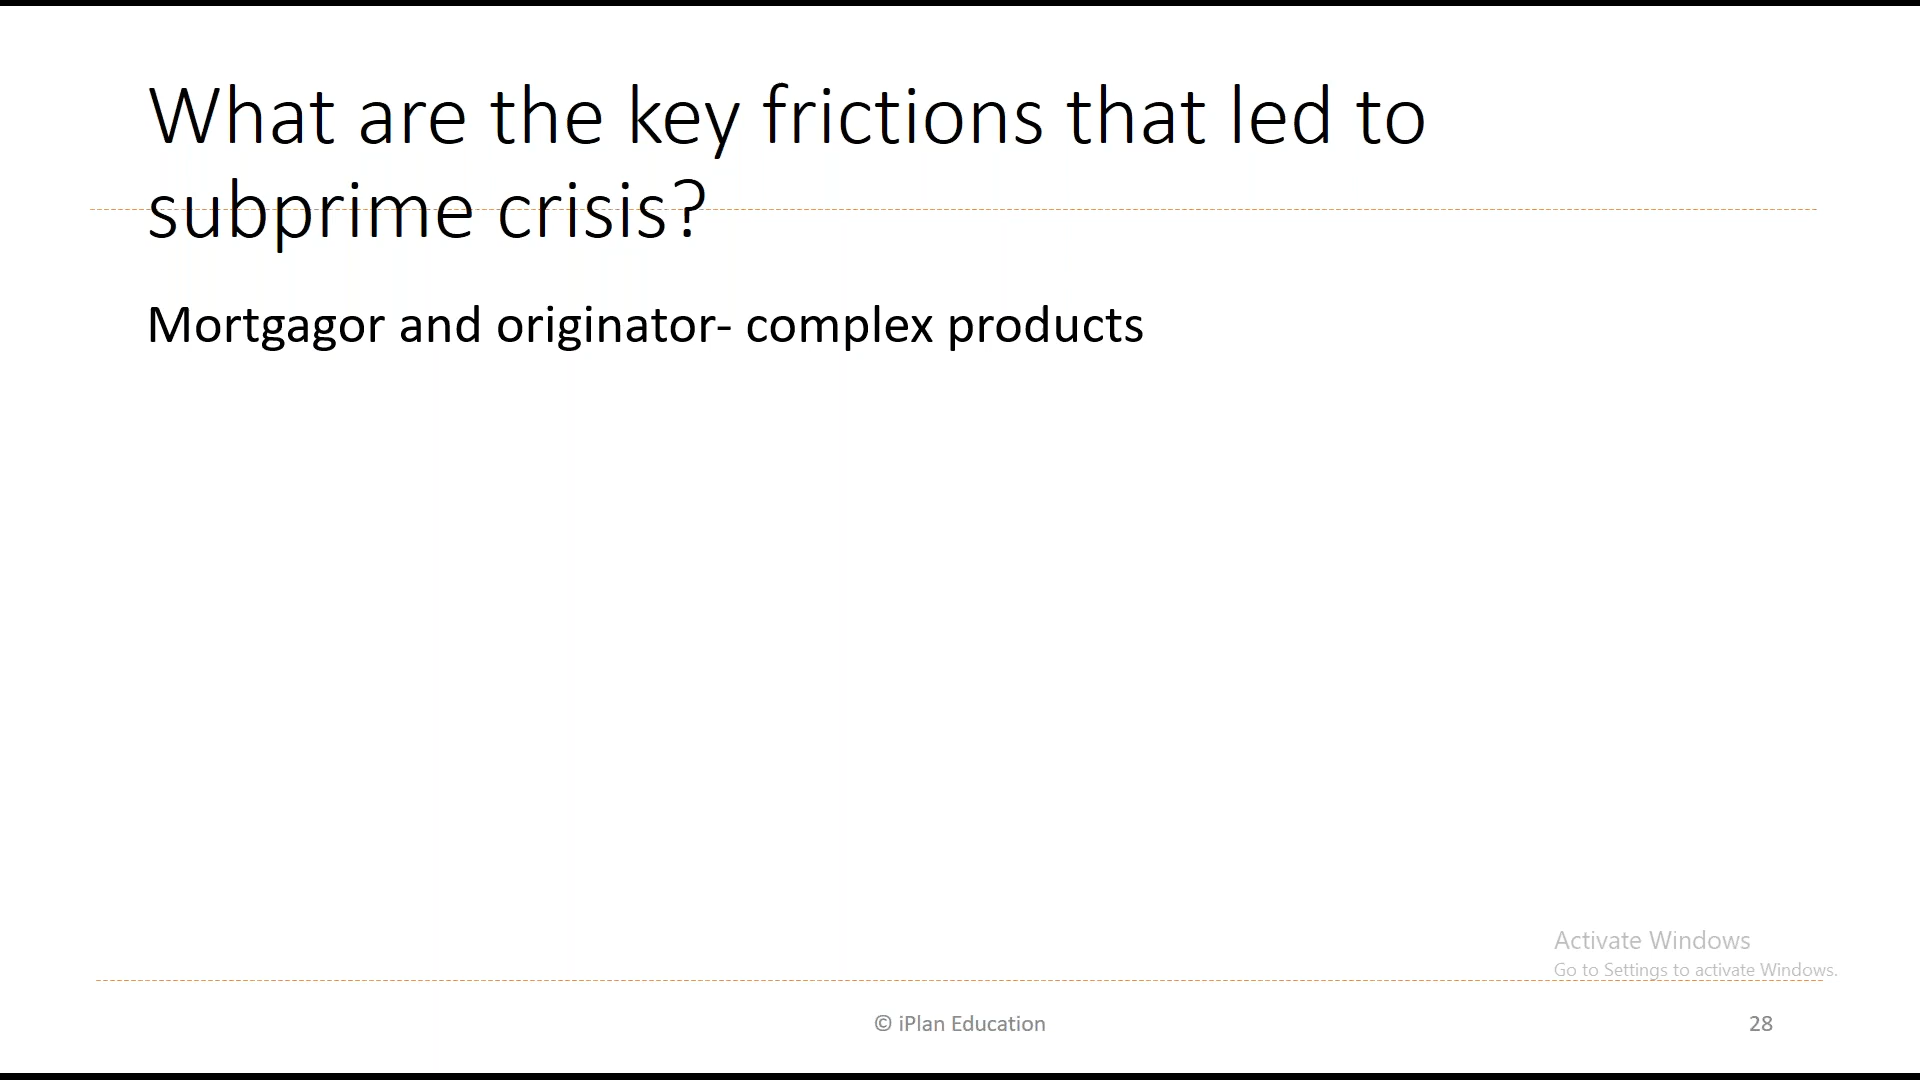 What are the key frictions that led to
subprime crisis?
Mortgagor and originator- complex products
Activate Windows
Go to Settings to activate Windows.
© iPlan Education
28